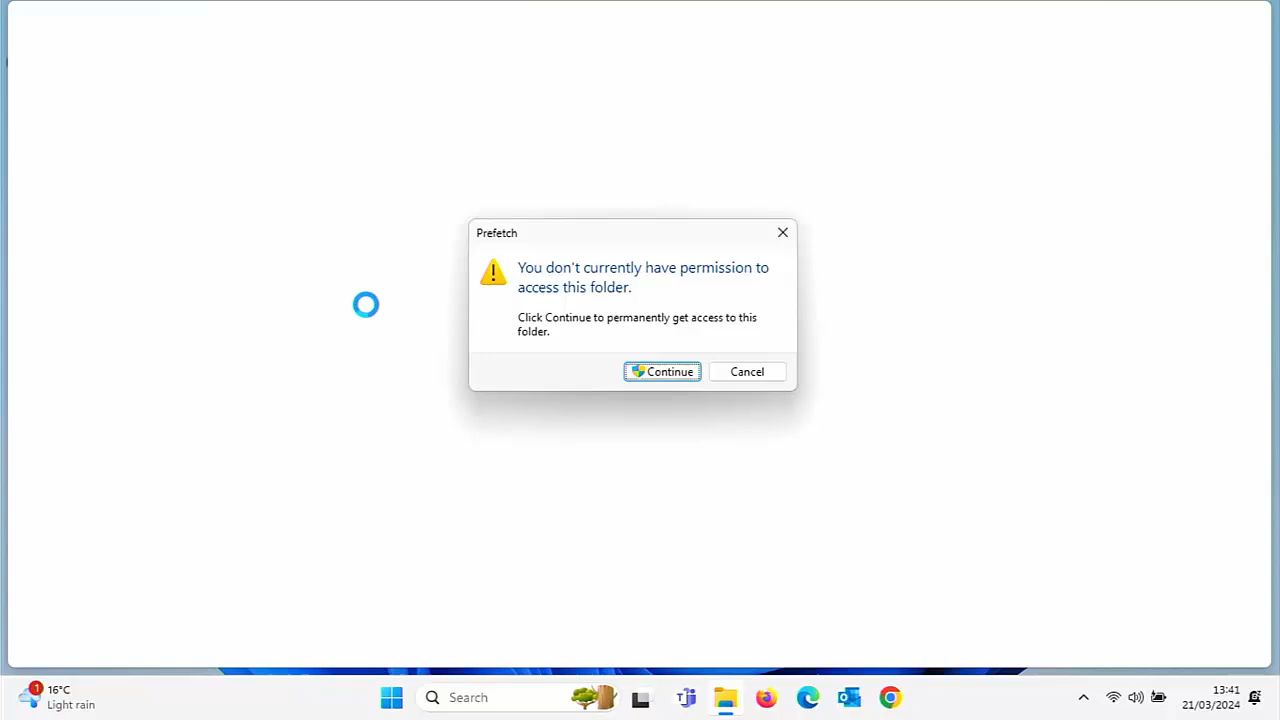 Prefetch
You don't currently have permission to
access this folder.
Click Continue to permanently get access to this
folder.
Continue
Cancel
1
16°C
Light rain
Search
13:41
21/03/2024